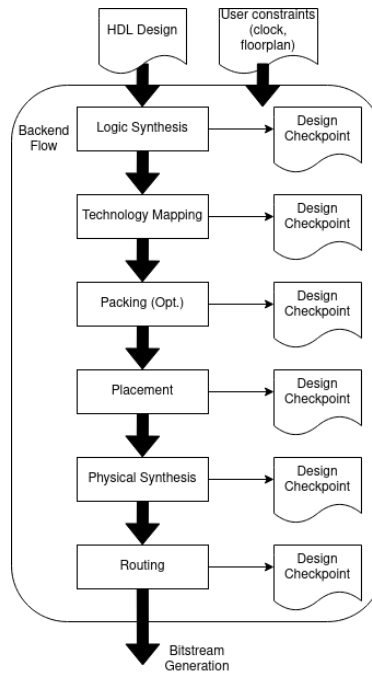 HDL Design
User constraints
(clock,
floorplan)
Backend
Flow
Logic Synthesis
Design
Checkpoint
Technology Mapping
Design
Checkpoint
Packing (Opt.)
Design
Checkpoint
Placement
Design
Checkpoint
Physical Synthesis
Design
Checkpoint
Routing
Design
Checkpoint
Bitstream
Generation